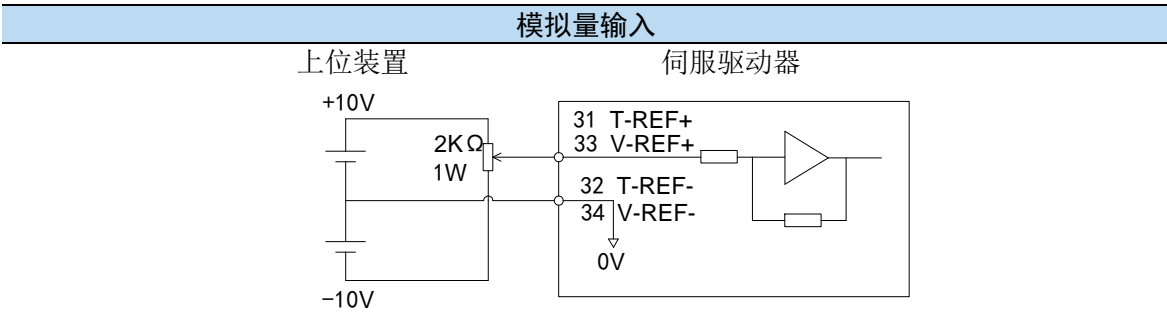 模拟量输入
上位装置 伺服驱动器
+10V
31 T-REF+
2KΩ 33 V-REF+
1W
32 T-REF-
34 V-REF-
0V
-10V